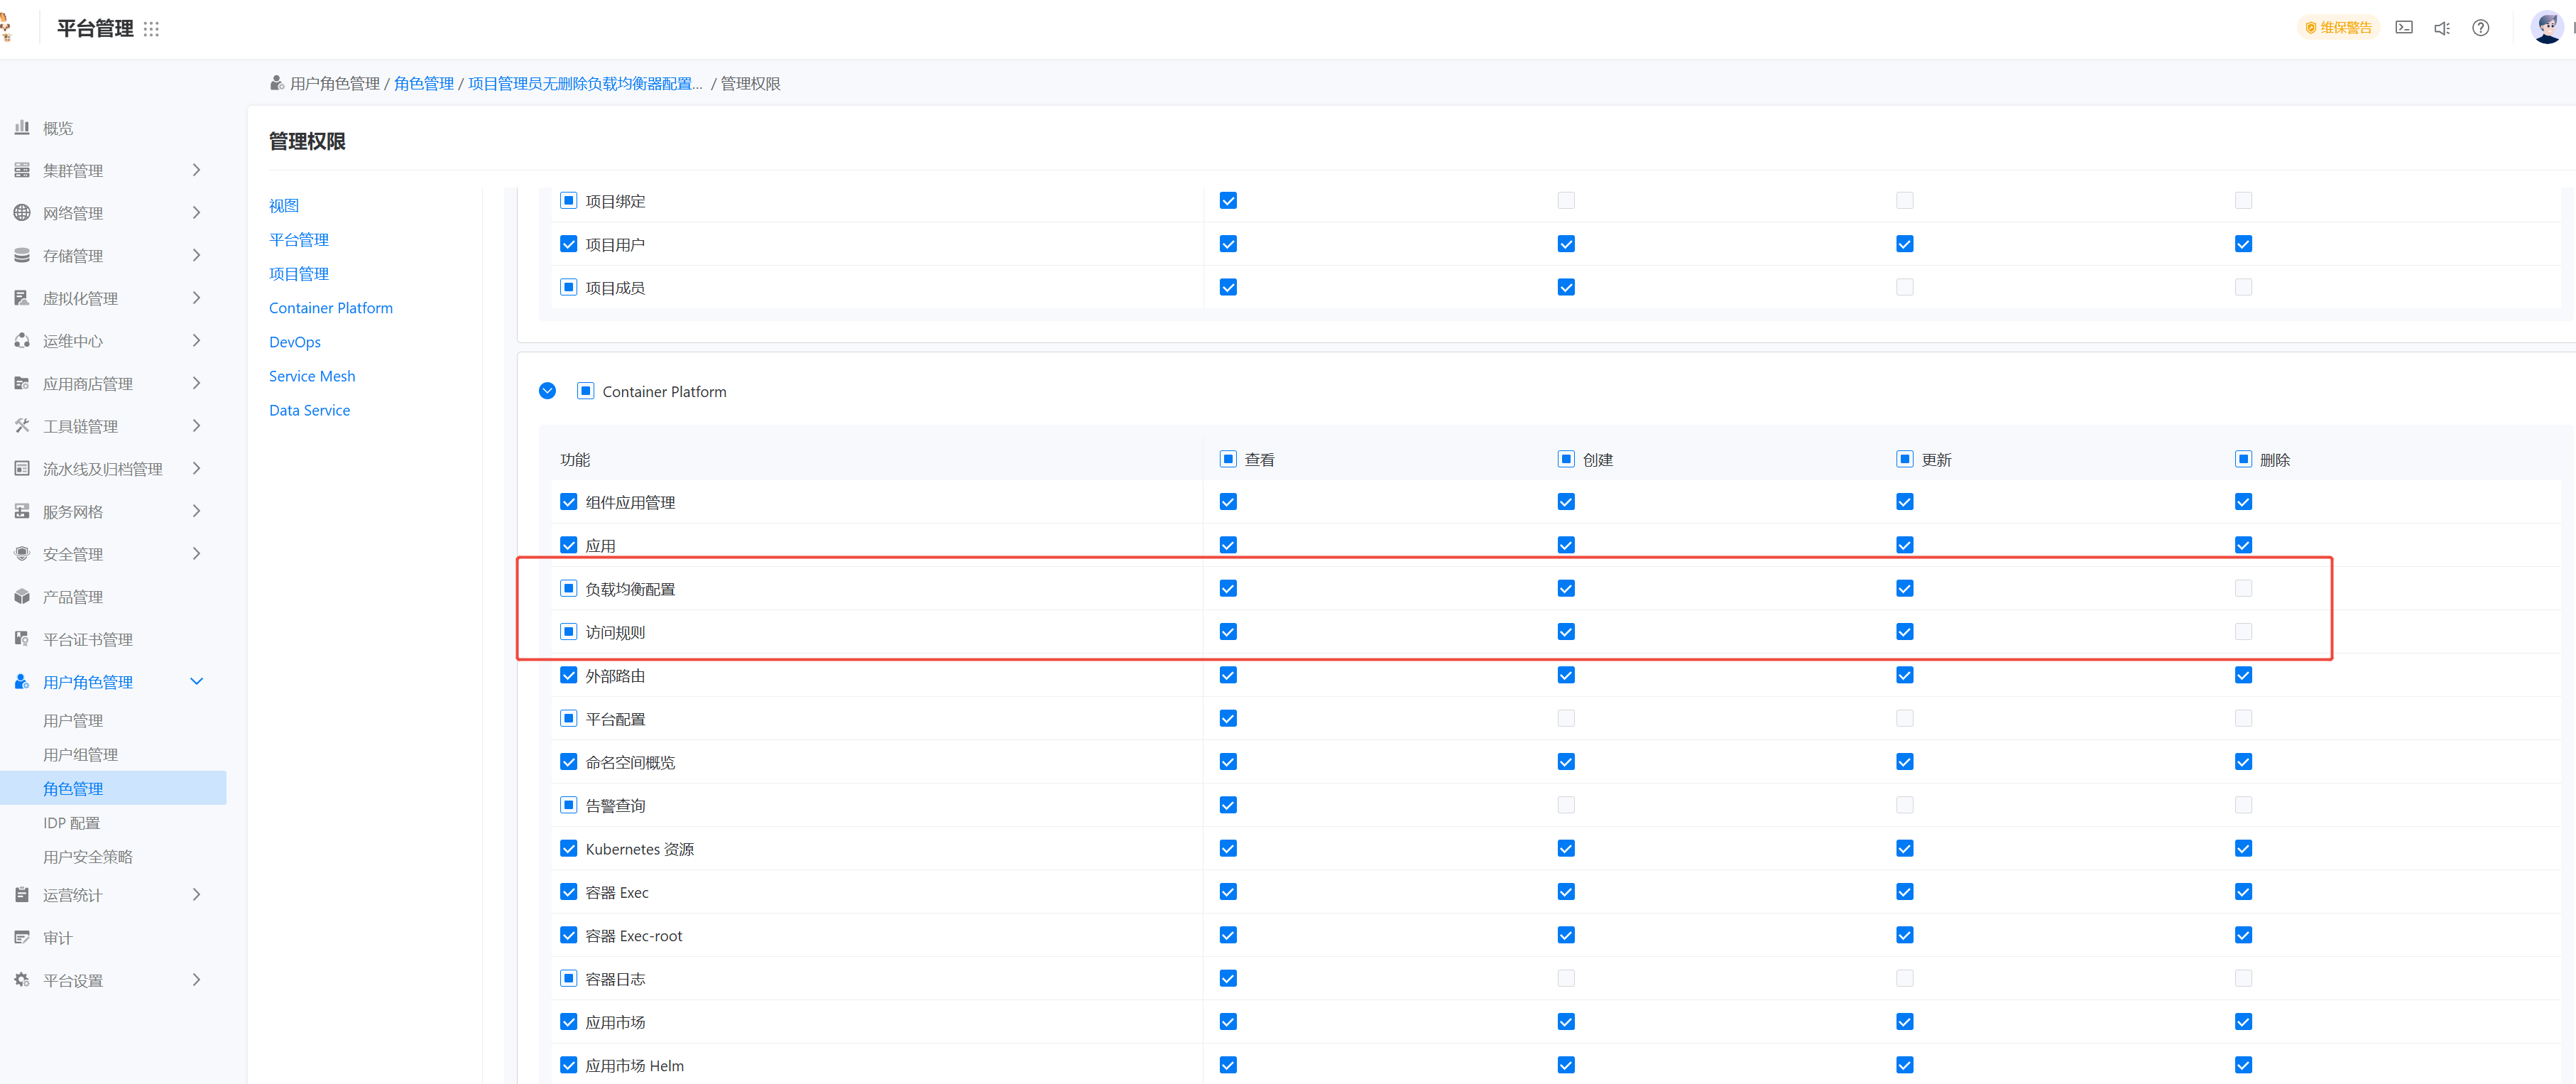 平台管理
维保警告
用户角色管理 / 角色管理 / 项目管理员无删除负载均衡器配置... / 管理权限
概览
集群管理
网络管理
存储管理
虚拟化管理
运维中心
应用商店管理
工具链管理
流水线及归档管理
服务网格
安全管理
产品管理
平台证书管理
用户角色管理
用户管理
用户组管理
角色管理
IDP 配置
用户安全策略
运营统计
审计
平台设置
管理权限
视图
平台管理
项目管理
Container Platform
DevOps
Service Mesh
Data Service
项目绑定
项目用户
项目成员
Container Platform
功能 查看 创建 更新 删除
组件应用管理
应用
负载均衡配置
访问规则
外部路由
平台配置
命名空间概览
告警查询
Kubernetes 资源
容器 Exec
容器 Exec-root
容器日志
应用市场
应用市场 Helm